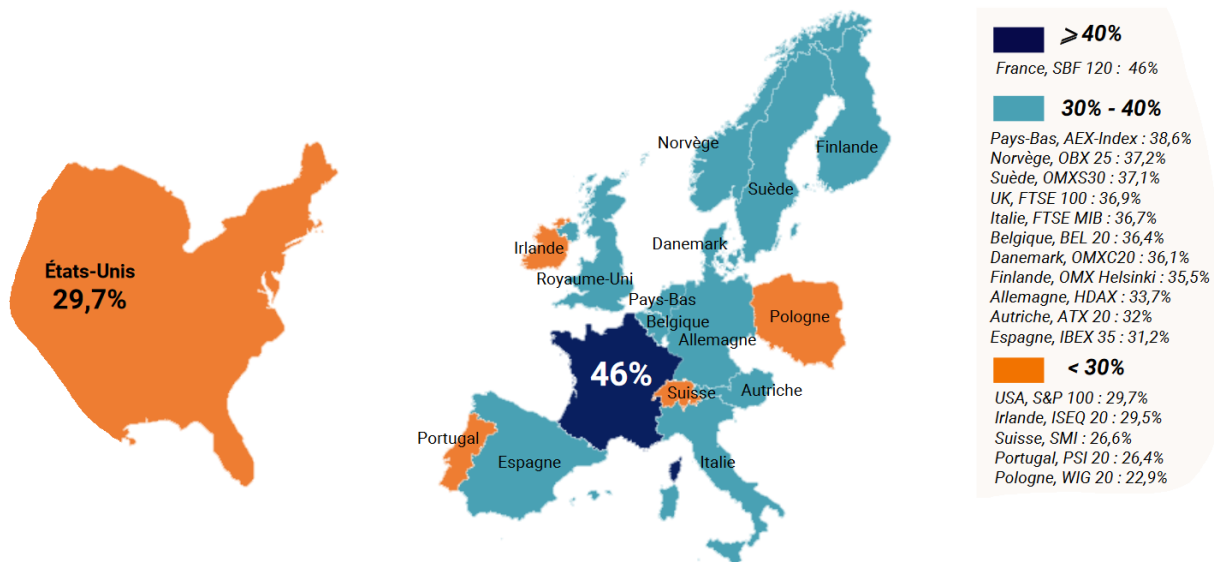 États-Unis
29,7%
Norvège
Finlande
Suède
Danemark
Irlande
Royaume-Uni
Pays-Bas
Belgique
Allemagne
Pologne
46%
Suisse
Autriche
Portugal
Espagne
Italie
⩾ 40%
France, SBF 120 : 46%
30% - 40%
Pays-Bas, AEX-Index : 38,6%
Norvège, OBX 25 : 37,2%
Suède, OMXS30 : 37,1%
UK, FTSE 100 : 36,9%
Italie, FTSE MIB : 36,7%
Belgique, BEL 20 : 36,4%
Danemark, OMXC20 : 36,1%
Finlande, OMX Helsinki : 35,5%
Allemagne, HDAX : 33,7%
Autriche, ATX 20 : 32%
Espagne, IBEX 35 : 31,2%
< 30%
USA, S&P 100 : 29,7%
Irlande, ISEQ 20 : 29,5%
Suisse, SMI : 26,6%
Portugal, PSI 20 : 26,4%
Pologne, WIG 20 : 22,9%